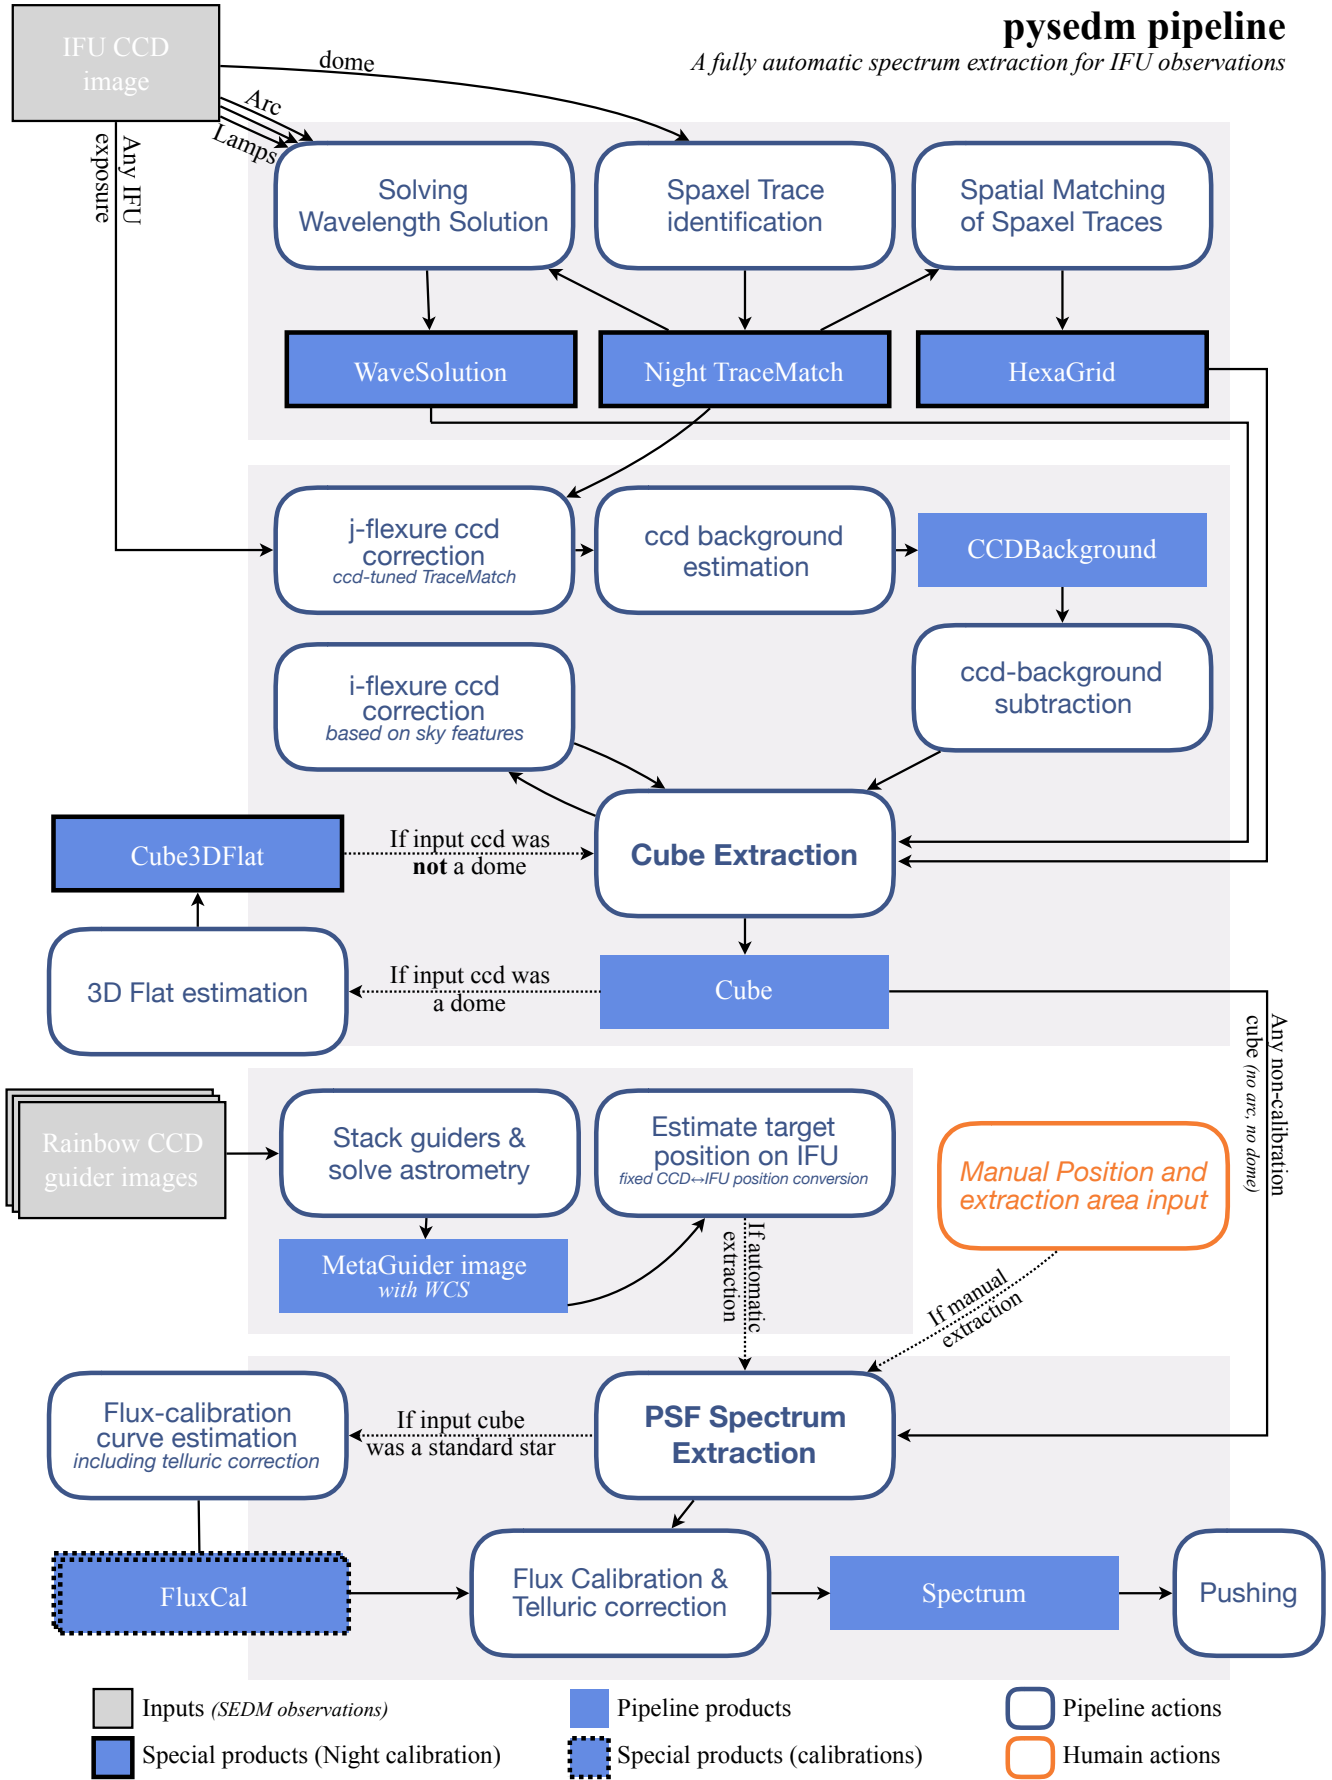 pysedm pipeline
A fully automatic spectrum extraction for IFU observations
IFU CCD
image
dome
Arc
Lamps
Any IFU
exposure
Solving
Wavelength Solution
Spaxel Trace
identification
Spatial Matching
of Spaxel Traces
WaveSolution
Night TraceMatch
HexaGrid
j-flexure ccd
correction
ccd-tuned TraceMatch
ccd background
estimation
CCDBackground
i-flexure ccd
correction
based on sky features
ccd-background
subtraction
Cube3DFlat
If input ccd was
not a dome
Cube Extraction
3D Flat estimation
If input ccd was
a dome
Cube
Any non-calibration
cube (no arc, no dome)
Rainbow CCD
guider images
Stack guiders &
solve astrometry
Estimate target
position on IFU
fixed CCD↔IFU position conversion
Manual Position and
extraction area input
MetaGuider image
with WCS
If automatic
extraction
If manual
extraction
Flux-calibration
curve estimation
including telluric correction
If input cube
was a standard star
PSF Spectrum
Extraction
FluxCal
Flux Calibration &
Telluric correction
Spectrum
Pushing
Inputs (SEDM observations)
Pipeline products
Pipeline actions
Special products (Night calibration)
Special products (calibrations)
Humain actions